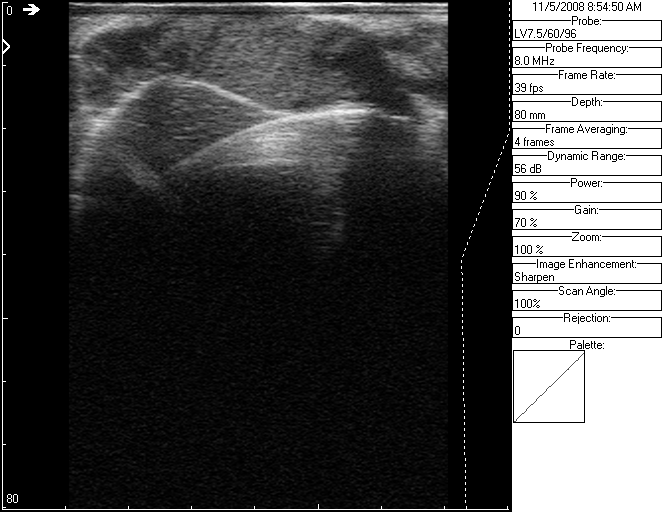 0
80
11/5/2008 8:54:50 AM
Probe:
LV7.5/60/96
Probe Frequency:
8.0 MHz
Frame Rate:
39 fps
Depth:
80 mm
Frame Averaging:
4 frames
Dynamic Range:
56 dB
Power:
90 %
Gain:
70 %
Zoom:
100 %
Image Enhancement:
Sharpen
Scan Angle:
100%
Rejection:
0
Palette: